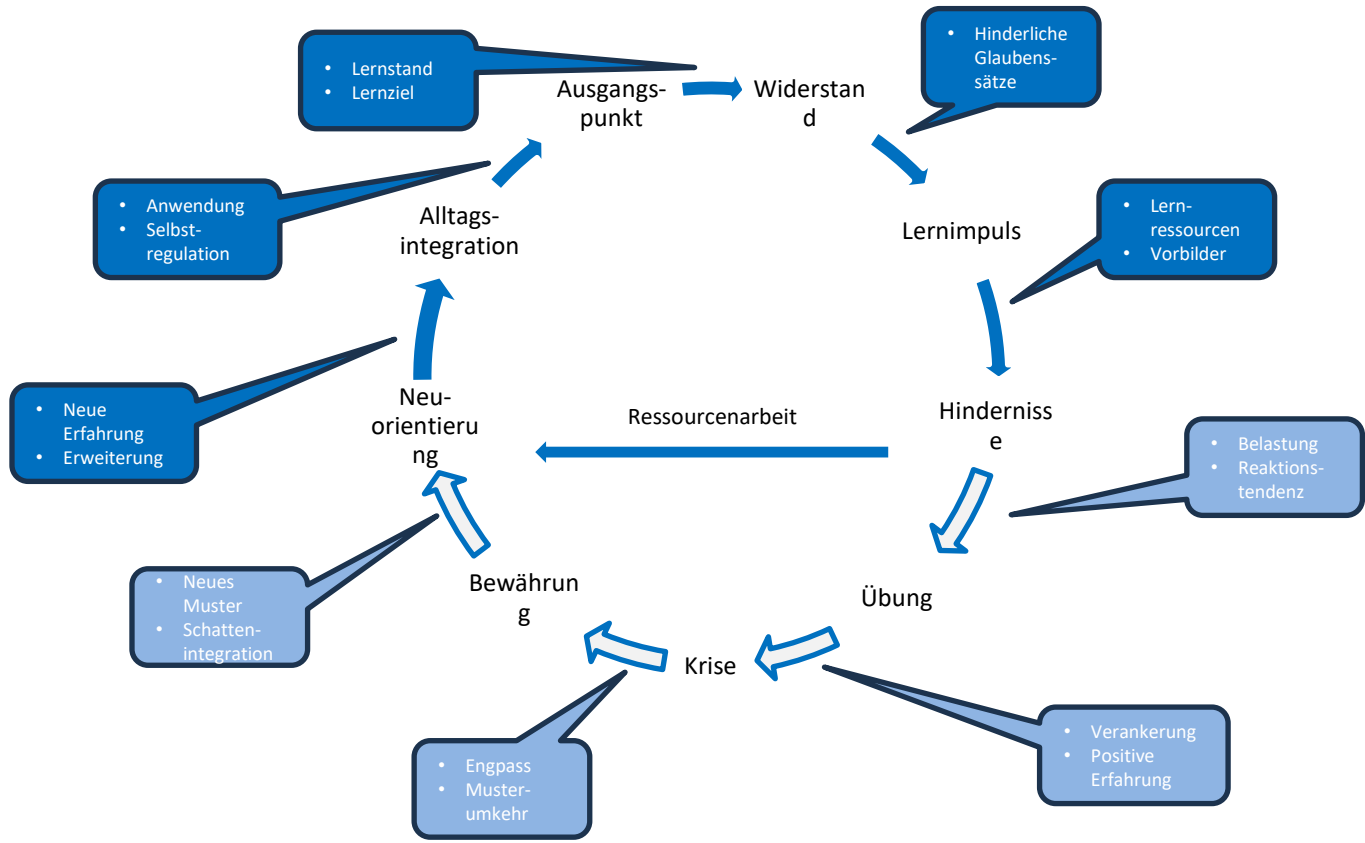 Ausgangs-
punkt
• Lernstand
• Lernziel
Widerstan
d
• Hinderliche
Glaubens-
sätze
Lernimpuls
• Lern-
ressourcen
• Vorbilder
Hinderniss
e
• Belastung
• Reaktions-
tendenz
Ressourcenarbeit
Übung
• Verankerung
• Positive
Erfahrung
Krise
• Engpass
• Muster-
umkehr
Bewährun
g
• Neues
Muster
• Schatten-
integration
Neu-
orientieru
ng
• Neue
Erfahrung
• Erweiterung
Alltags-
integration
• Anwendung
• Selbst-
regulation